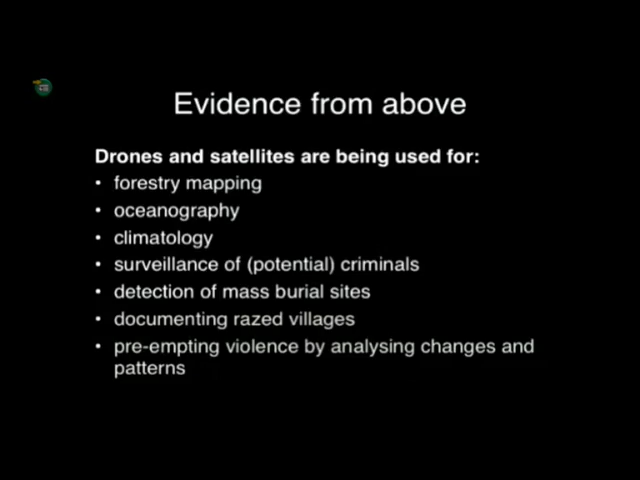 Evidence from above
Drones and satellites are being used for:
• forestry mapping
• oceanography
• climatology
• surveillance of (potential) criminals
• detection of mass burial sites
• documenting razed villages
• pre-empting violence by analysing changes and
patterns